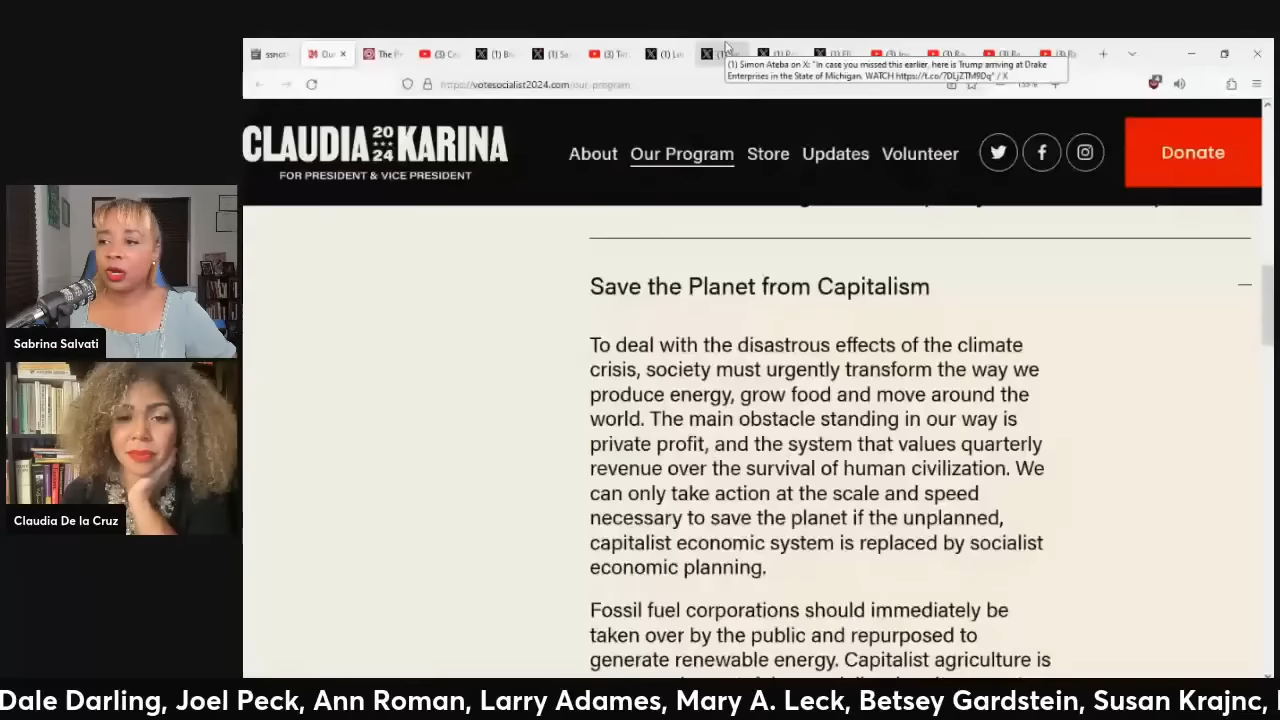 (1) Simon Ateba on X: "In case you missed this earlier, here is Trump arriving at Drake
Enterprises in the State of Michigan. WATCH https://t.co/7DLjZTM9Dq" / X
https://votesocialist2024.com/our_program
CLAUDIA 2024 KARINA
FOR PRESIDENT & VICE PRESIDENT
About Our Program Store Updates Volunteer
Donate
Save the Planet from Capitalism
To deal with the disastrous effects of the climate
crisis, society must urgently transform the way we
produce energy, grow food and move around the
world. The main obstacle standing in our way is
private profit, and the system that values quarterly
revenue over the survival of human civilization. We
can only take action at the scale and speed
necessary to save the planet if the unplanned,
capitalist economic system is replaced by socialist
economic planning.
Fossil fuel corporations should immediately be
taken over by the public and repurposed to
generate renewable energy. Capitalist agriculture is
Sabrina Salvati
Claudia De la Cruz
Dale Darling, Joel Peck, Ann Roman, Larry Adames, Mary A. Leck, Betsey Gardstein, Susan Krajnc,